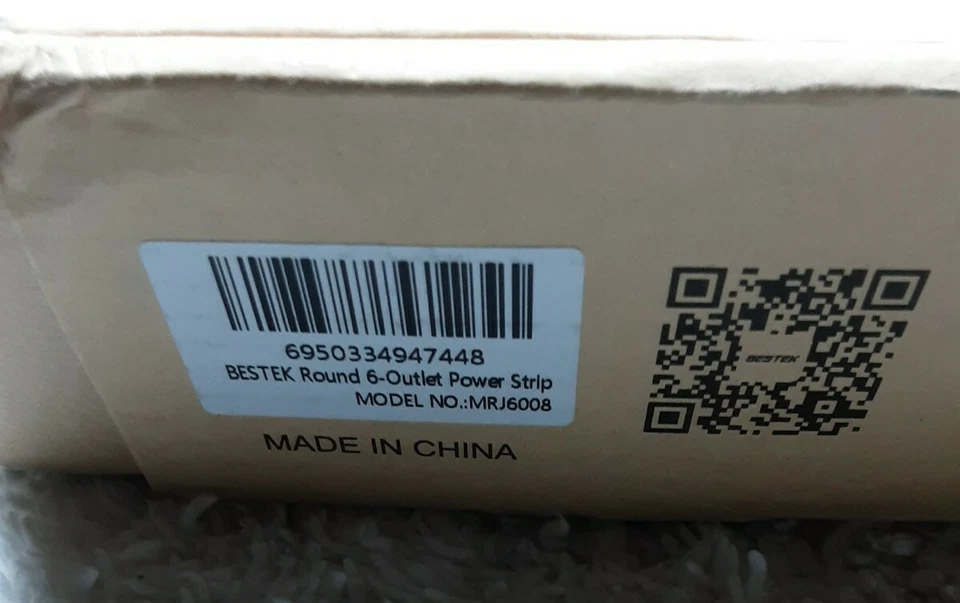 6950334947448
BESTEK Round 6-Outlet Power Strip
MODEL NO.:MRJ6008
MADE IN CHINA
BESTEK